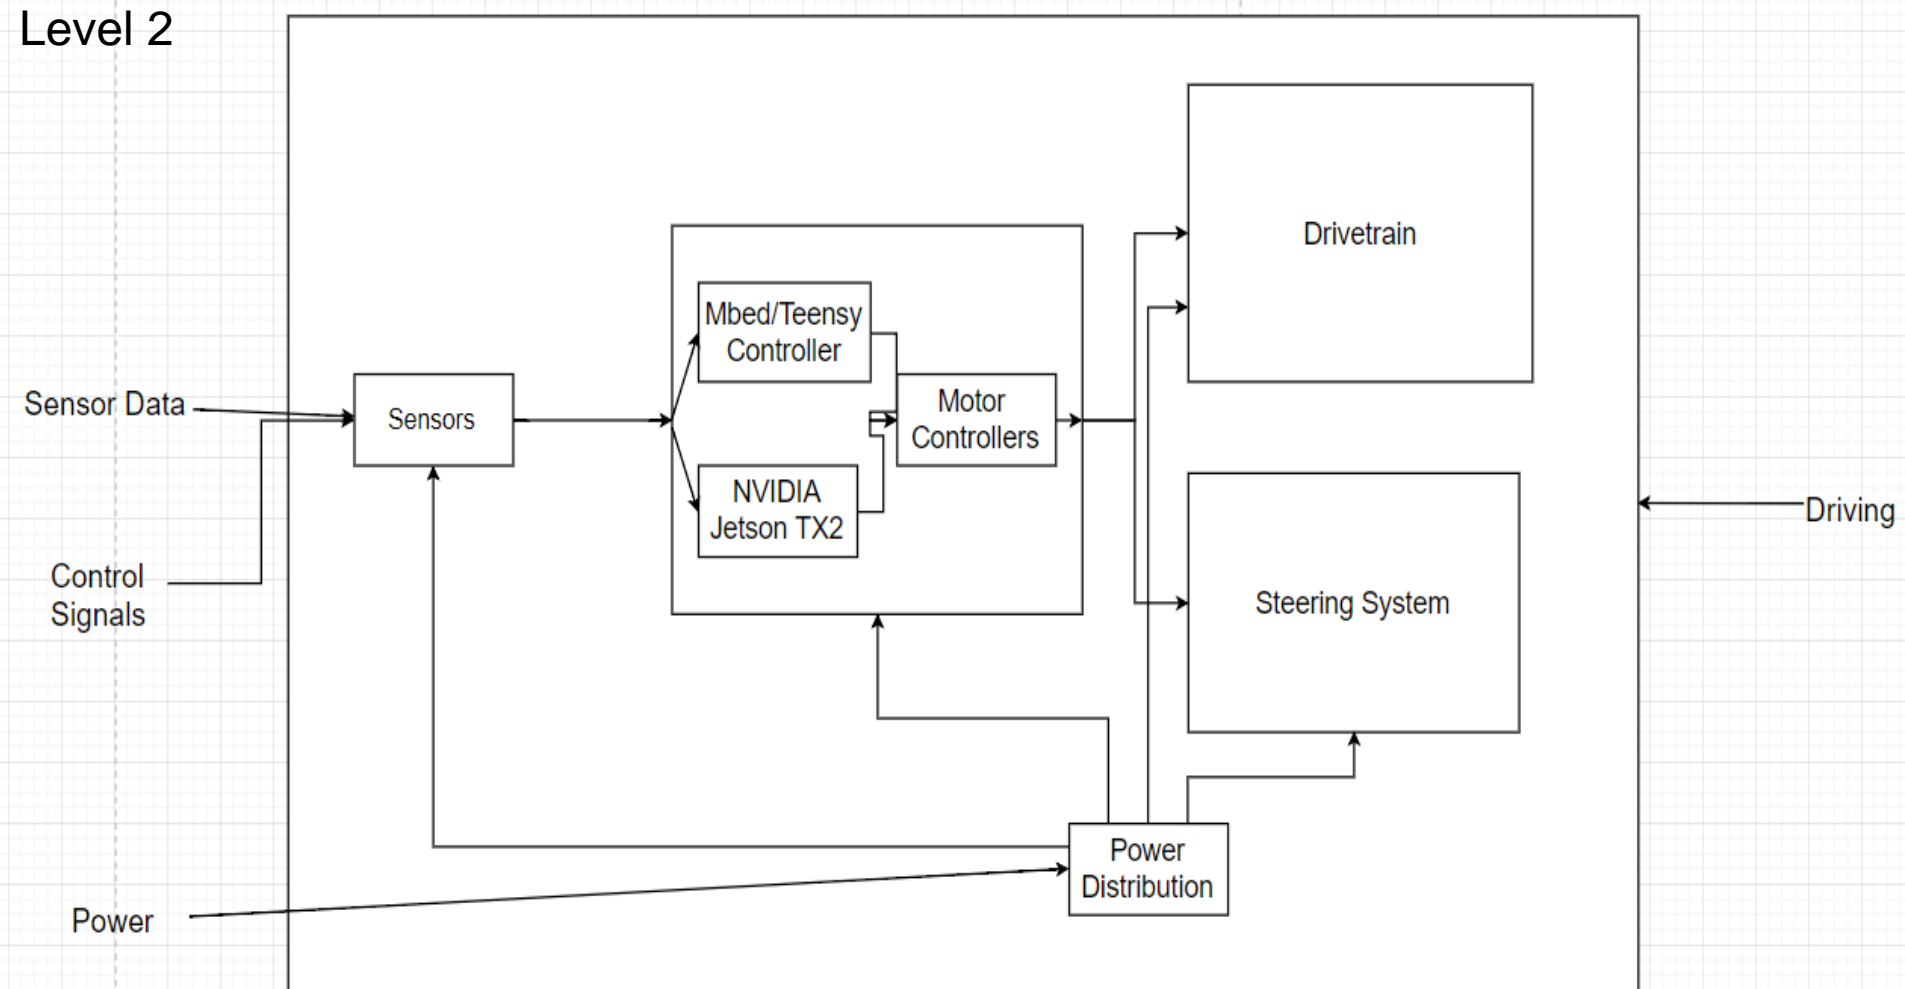 Level 2
Drivetrain
Mbed/Teensy
Controller
Sensor Data
Sensors
Motor
Controllers
NVIDIA
Jetson TX2
Driving
Control
Signals
Steering System
Power
Distribution
Power